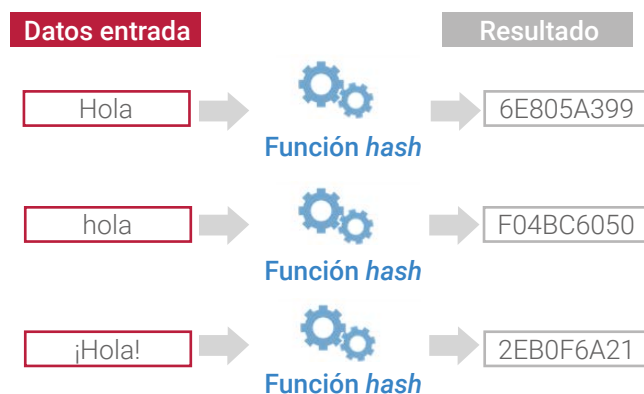 Datos entrada
Resultado
Hola
6E805A399
Función hash
hola
F04BC6050
Función hash
¡Hola!
2EB0F6A21
Función hash